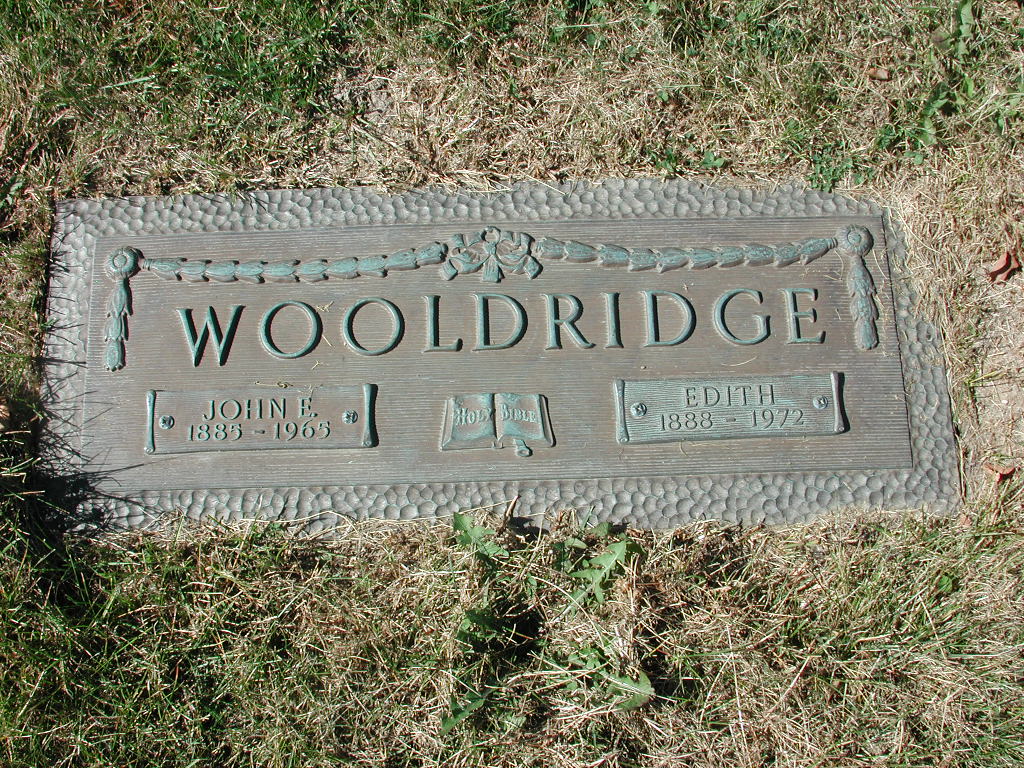 WOOLDRIDGE
JOHN E.
1885 - 1965
HOLY BIBLE
EDITH
1888 - 1972